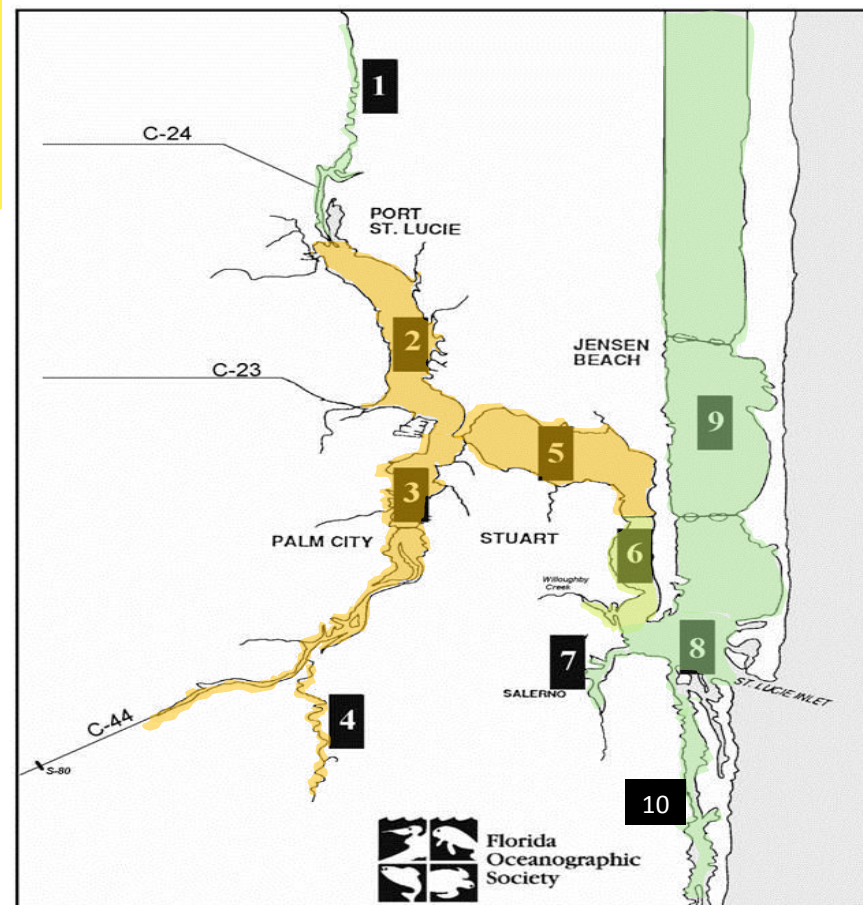 1
C-24
PORT
ST. LUCIE
2
JENSEN
BEACH
C-23
9
5
3
PALM CITY
STUART
6
Willoughby
Creek
7
8
SALERNO
ST. LUCIE INLET
4
C-44
S-80
10
Florida
Oceanographic
Society